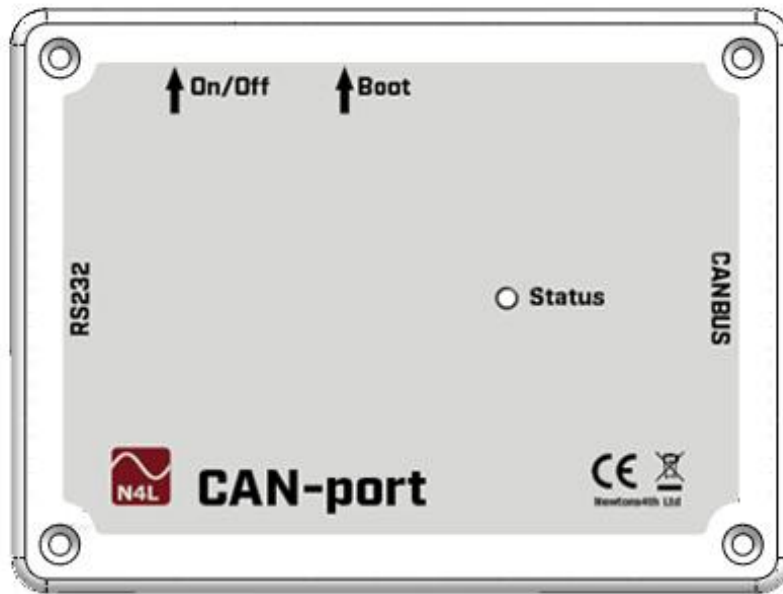 On/Off
Boot
RS232
CANBUS
Status
N4L
CAN-port
CE
Newtons4th Ltd